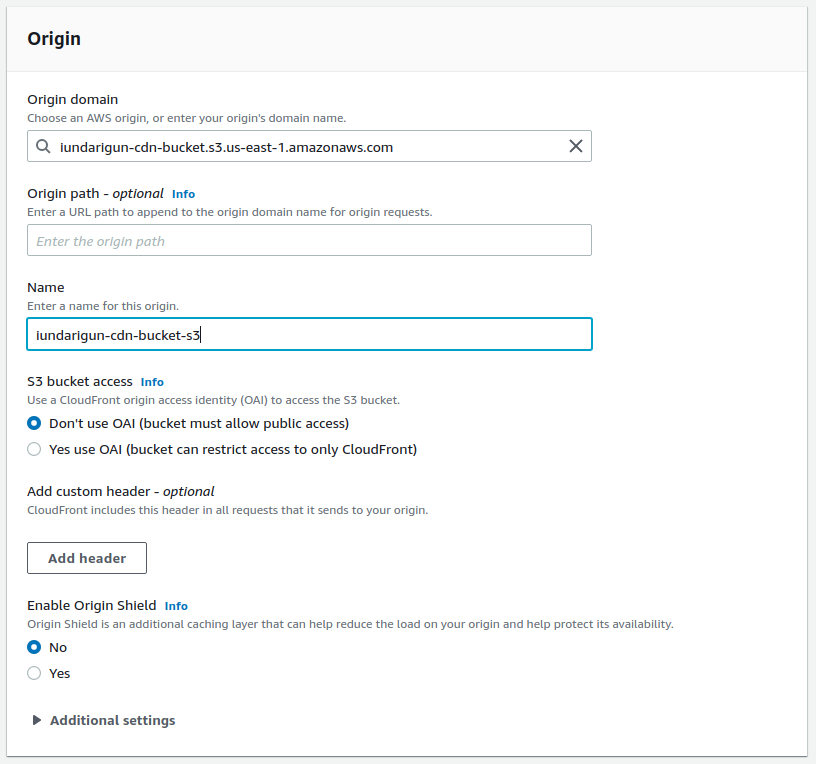 Origin
Origin domain
Choose an AWS origin, or enter your origin's domain name.
iundarigun-cdn-bucket.s3.us-east-1.amazonaws.com
Origin path - optional Info
Enter a URL path to append to the origin domain name for origin requests.
Enter the origin path
Name
Enter a name for this origin.
iundarigun-cdn-bucket-s3
S3 bucket access Info
Use a CloudFront origin access identity (OAI) to access the S3 bucket.
Don't use OAI (bucket must allow public access)
Yes use OAI (bucket can restrict access to only CloudFront)
Add custom header - optional
CloudFront includes this header in all requests that it sends to your origin.
Add header
Enable Origin Shield Info
Origin Shield is an additional caching layer that can help reduce the load on your origin and help protect its availability.
No
Yes
Additional settings